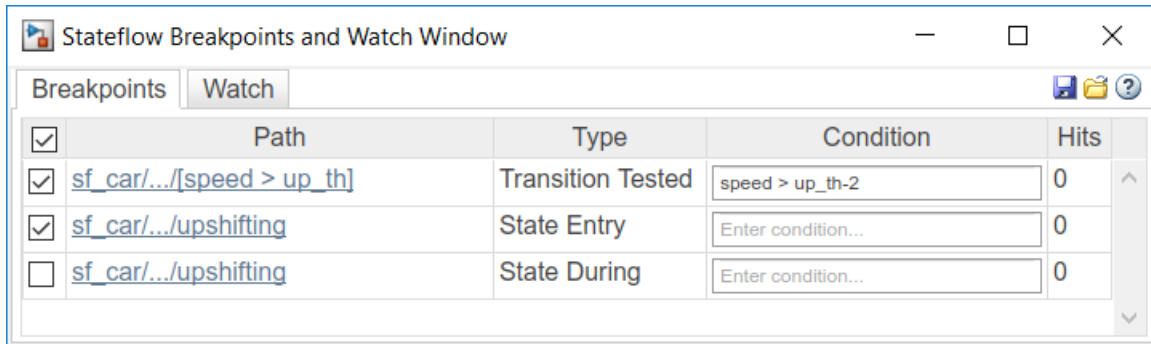 Stateflow Breakpoints and Watch Window
Breakpoints Watch
Path Type Condition Hits
sf_car/.../[speed > up_th] Transition Tested speed > up_th-2 0
sf_car/.../upshifting State Entry Enter condition... 0
sf_car/.../upshifting State During Enter condition... 0